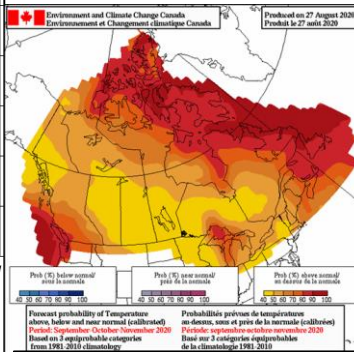 Environment and Climate Change Canada
Environnement et Changement climatique Canada
Produced on 27 August 2020
Produit le 27 août 2020
Prob (%) below normal/
sous la normale
40 50 60 70 80 90 100
Prob (%) near normal/
près de la normale
40 50 60 70 80 90 100
Prob (%) above normal/
au-dessus de la normale
40 50 60 70 80 90 100
Forecast probability of Temperature
above, below and near normal (calibrated)
Period: September-October-November 2020
Based on 3 equiprobable categories
from 1981-2010 climatology
Probabilités prévues de températures
au-dessus, sous et près de la normale (calibrées)
Période: septembre-octobre-novembre 2020
Basé sur 3 catégories équiprobables
de la climatologie 1981-2010